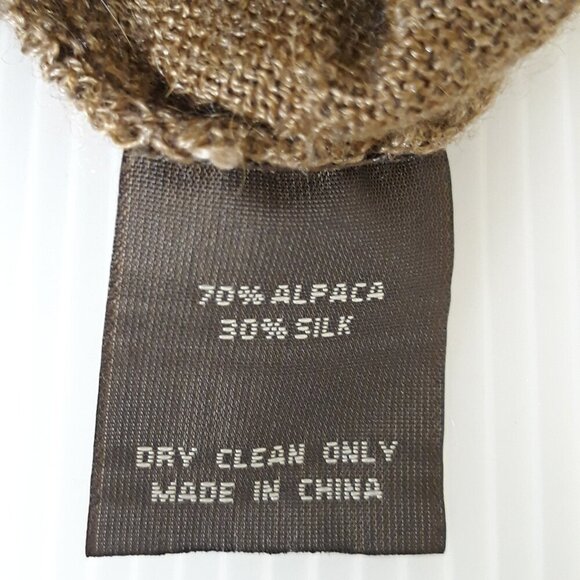 70% ALPACA
30% SILK
DRY CLEAN ONLY
MADE IN CHINA